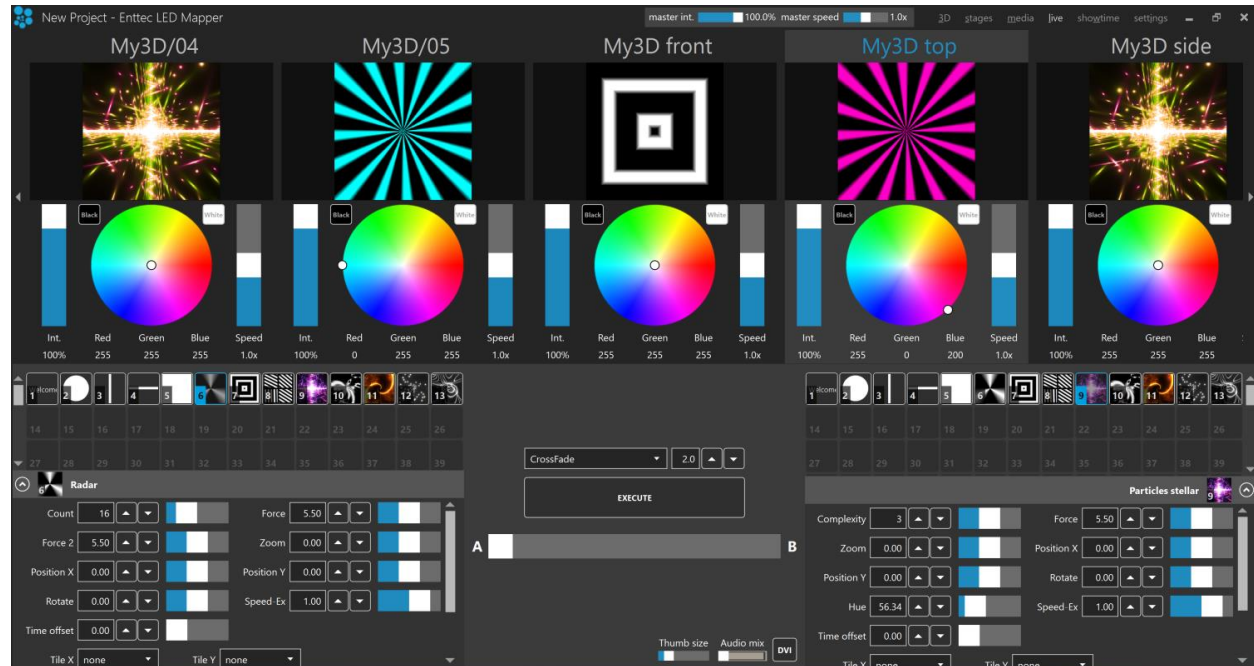 New Project - Enttec LED Mapper
master int. 100.0% master speed 1.0x 3D stages media live showtime settings
My3D/04 My3D/05 My3D front My3D top My3D side
Black White Black White Black White Black White Black White
Int. Red Green Blue Speed Int. Red Green Blue Speed Int. Red Green Blue Speed Int. Red Green Blue Speed Int. Red Green Blue
100% 255 255 255 1.0x 100% 0 255 255 1.0x 100% 255 255 255 1.0x 100% 255 0 200 1.0x 100% 255 255 255
1 2 3 4 5 6 7 8 9 10 11 12 13
14 15 16 17 18 19 20 21 22 23 24 25 26
27 28 29 30 31 32 33 34 35 36 37 38 39
6 Radar
Count 16 Force 5.50
Force 2 5.50 Zoom 0.00
Position X 0.00 Position Y 0.00
Rotate 0.00 Speed-Ex 1.00
Time offset 0.00
Tile X none Tile Y none
CrossFade 2.0
EXECUTE
A B
Thumb size Audio mix DVI
1 2 3 4 5 6 7 8 9 10 11 12 13
14 15 16 17 18 19 20 21 22 23 24 25 26
27 28 29 30 31 32 33 34 35 36 37 38 39
Particles stellar 9
Complexity 3 Force 5.50
Zoom 0.00 Position X 0.00
Position Y 0.00 Rotate 0.00
Hue 56.34 Speed-Ex 1.00
Time offset 0.00
Tile X none Tile Y none